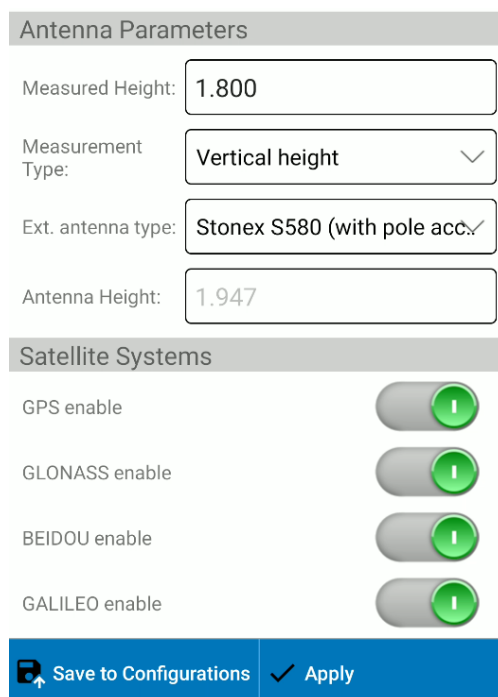 Antenna Parameters
Measured Height: 1.800
Measurement
Type:
Vertical height
Ext. antenna type: Stonex S580 (with pole acc..
Antenna Height: 1.947
Satellite Systems
GPS enable
GLONASS enable
BEIDOU enable
GALILEO enable
Save to Configurations Apply